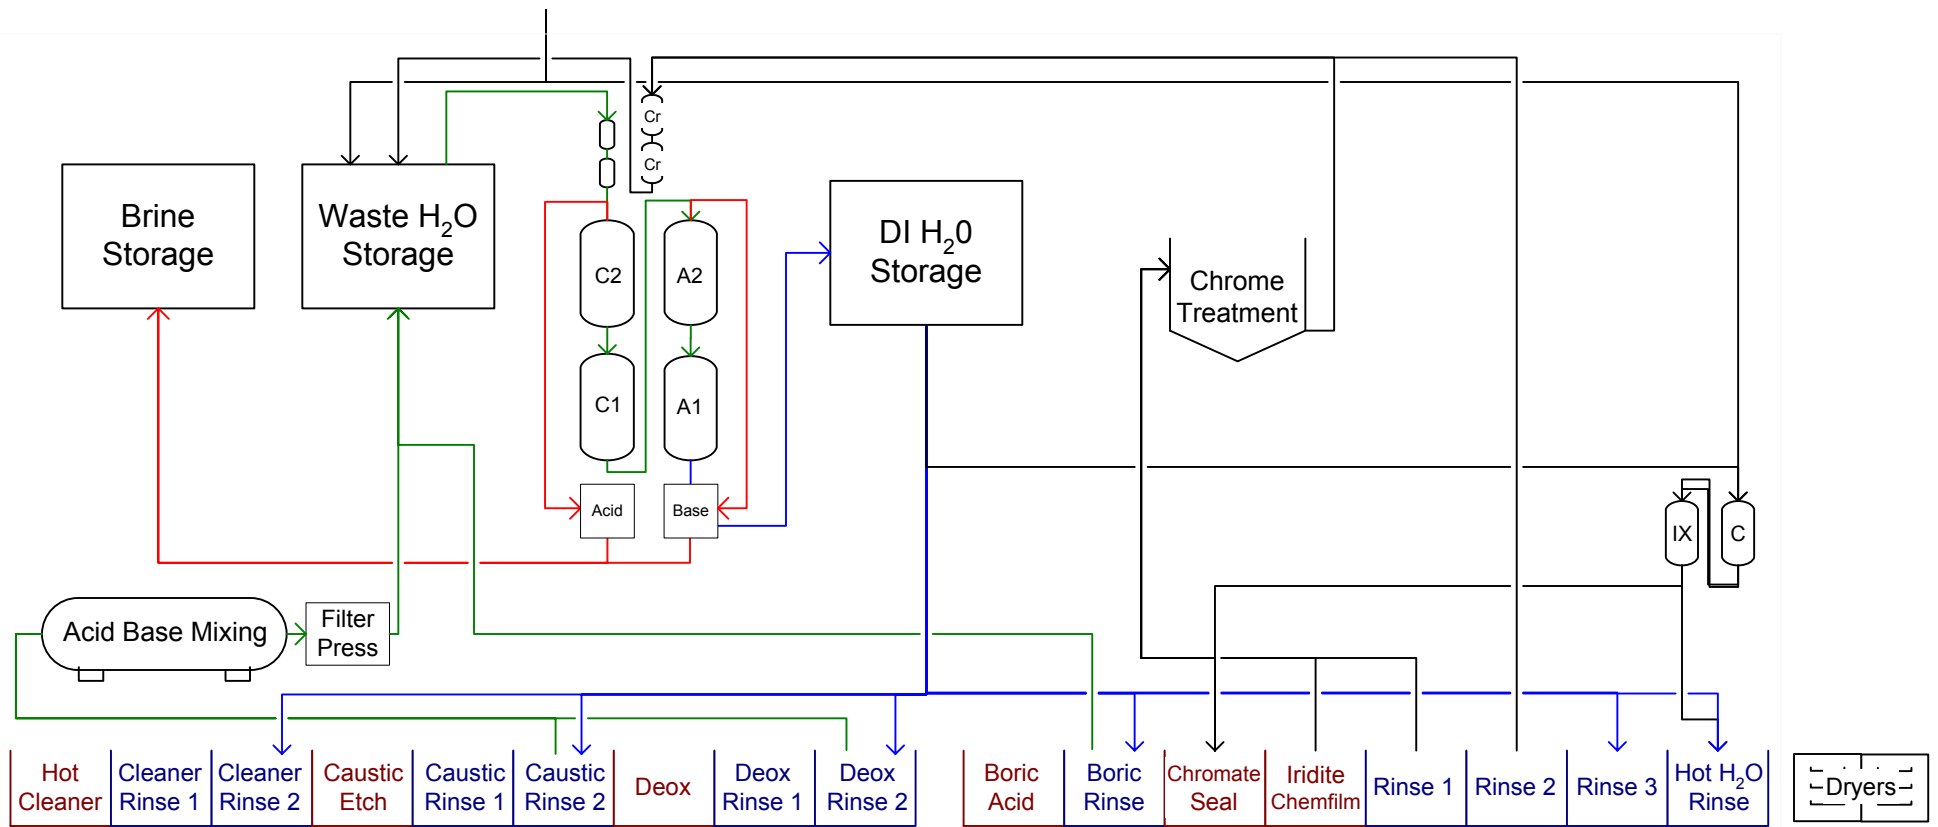 Cr
Cr
Brine
Storage
Waste H2O
Storage
C2
A2
DI H20
Storage
Chrome
Treatment
C1
A1
Acid
Base
IX
C
Acid Base Mixing
Filter
Press
Hot
Cleaner
Cleaner
Rinse 1
Cleaner
Rinse 2
Caustic
Etch
Caustic
Rinse 1
Caustic
Rinse 2
Deox
Deox
Rinse 1
Deox
Rinse 2
Boric
Acid
Boric
Rinse
Chromate
Seal
Iridite
Chemfilm
Rinse 1
Rinse 2
Rinse 3
Hot H2O
Rinse
Dryers